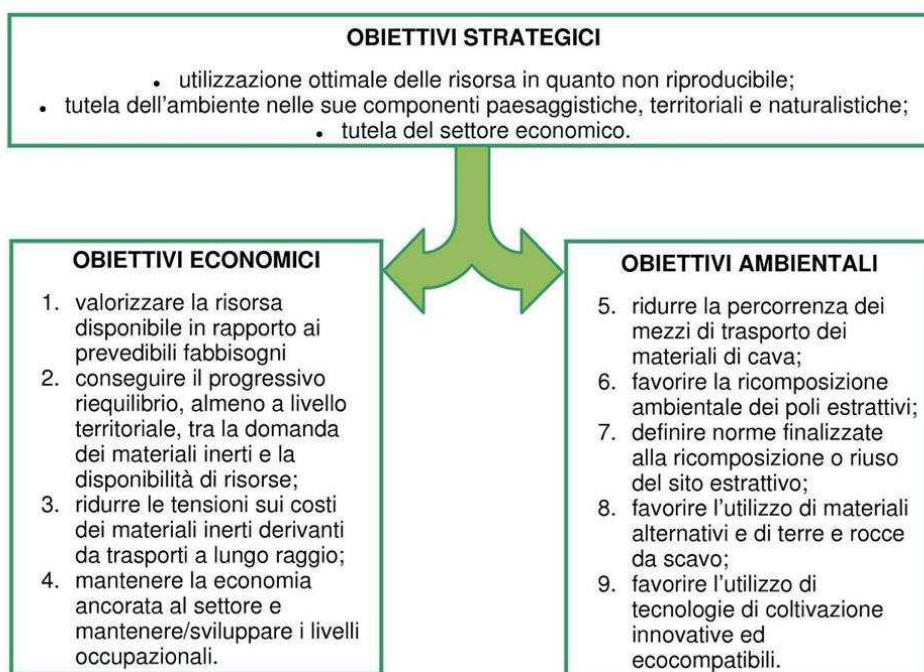 OBIETTIVI STRATEGICI
• utilizzazione ottimale delle risorsa in quanto non riproducibile;
• tutela dell'ambiente nelle sue componenti paesaggistiche, territoriali e naturalistiche;
• tutela del settore economico.
OBIETTIVI ECONOMICI
1. valorizzare la risorsa
disponibile in rapporto ai
prevedibili fabbisogni
2. conseguire il progressivo
riequilibrio, almeno a livello
territoriale, tra la domanda
dei materiali inerti e la
disponibilità di risorse;
3. ridurre le tensioni sui costi
dei materiali inerti derivanti
da trasporti a lungo raggio;
4. mantenere la economia
ancorata al settore e
mantenere/sviluppare i livelli
occupazionali.
OBIETTIVI AMBIENTALI
5. ridurre la percorrenza dei
mezzi di trasporto dei
materiali di cava;
6. favorire la ricomposizione
ambientale dei poli estrattivi;
7. definire norme finalizzate
alla ricomposizione o riuso
del sito estrattivo;
8. favorire l'utilizzo di materiali
alternativi e di terre e rocce
da scavo;
9. favorire l'utilizzo di
tecnologie di coltivazione
innovative ed
ecocompatibili.